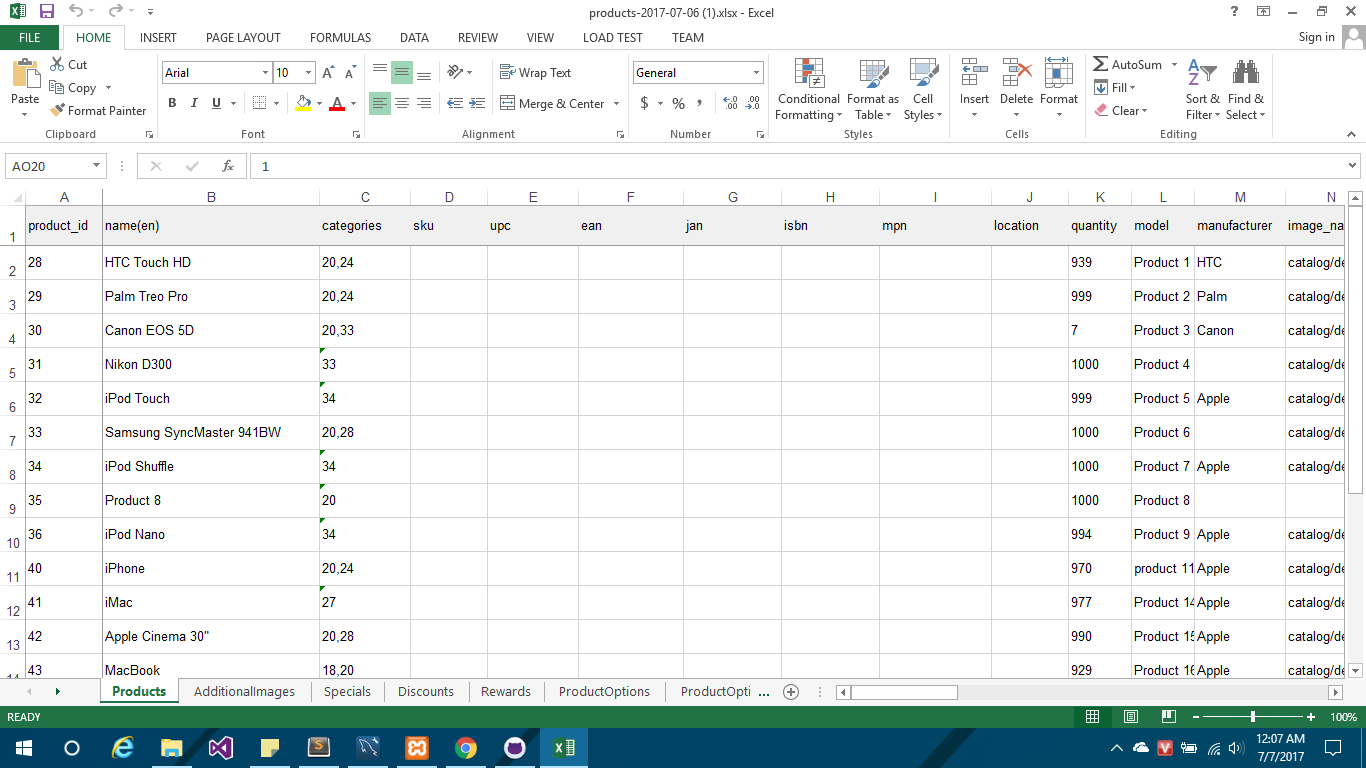 products-2017-07-06 (1).xlsx - Excel
FILE HOME INSERT PAGE LAYOUT FORMULAS DATA REVIEW VIEW LOAD TEST TEAM Sign in
Paste Cut Copy Format Painter
Clipboard
Arial 10
B I U
Font
Wrap Text
Merge & Center
Alignment
General
$ % ,
Number
Conditional Formatting Format as Table Cell Styles
Styles
Insert Delete Format
Cells
AutoSum
Fill
Clear
Sort & Filter Find & Select
Editing
AO20 fx 1
A B C D E F G H I J K L M N
1 product_id name(en) categories sku upc ean jan isbn mpn location quantity model manufacturer image_na
2 28 HTC Touch HD 20,24 939 Product 1 HTC catalog/de
3 29 Palm Treo Pro 20,24 999 Product 2 Palm catalog/de
4 30 Canon EOS 5D 20,33 7 Product 3 Canon catalog/de
5 31 Nikon D300 33 1000 Product 4 catalog/de
6 32 iPod Touch 34 999 Product 5 Apple catalog/de
7 33 Samsung SyncMaster 941BW 20,28 1000 Product 6 catalog/de
8 34 iPod Shuffle 34 1000 Product 7 Apple catalog/de
9 35 Product 8 20 1000 Product 8
10 36 iPod Nano 34 994 Product 9 Apple catalog/de
11 40 iPhone 20,24 970 product 11 Apple catalog/de
12 41 iMac 27 977 Product 14 Apple catalog/de
13 42 Apple Cinema 30" 20,28 990 Product 15 Apple catalog/de
14 43 MacBook 18,20 929 Product 16 Apple catalog/de
Products AdditionalImages Specials Discounts Rewards ProductOptions ProductOpti ...
READY 100%
12:07 AM
7/7/2017